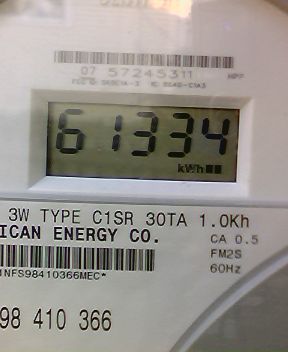 07 57245311
61334
kWh
3W TYPE C1SR 30TA 1.0Kh
ICAN ENERGY CO.
CA 0.5
FM2S
60Hz
1NFS98410366MEC*
98 410 366